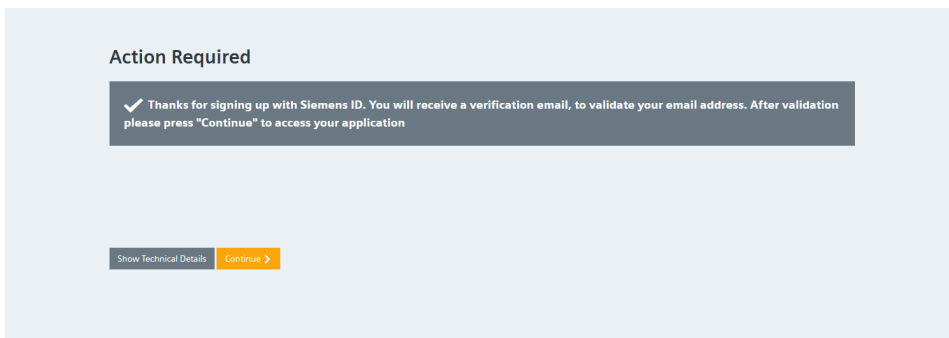 Action Required
Thanks for signing up with Siemens ID. You will receive a verification email, to validate your email address. After validation
please press "Continue" to access your application
Show Technical Details
Continue